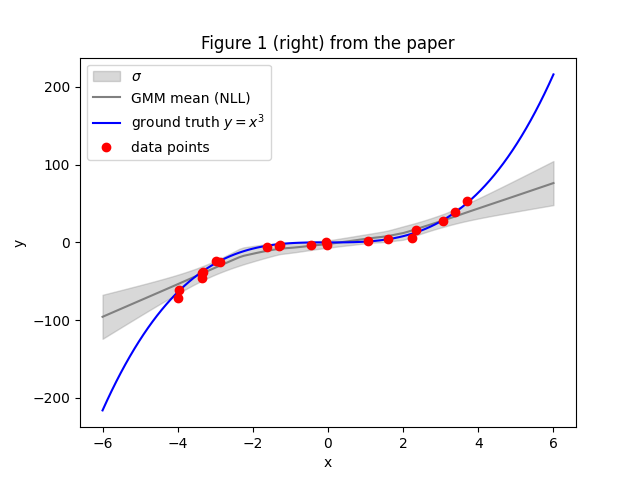 Figure 1 (right) from the paper
σ
GMM mean (NLL)
ground truth y = x³
data points
200
100
0
−100
−200
y
−6
−4
−2
0
2
4
6
x